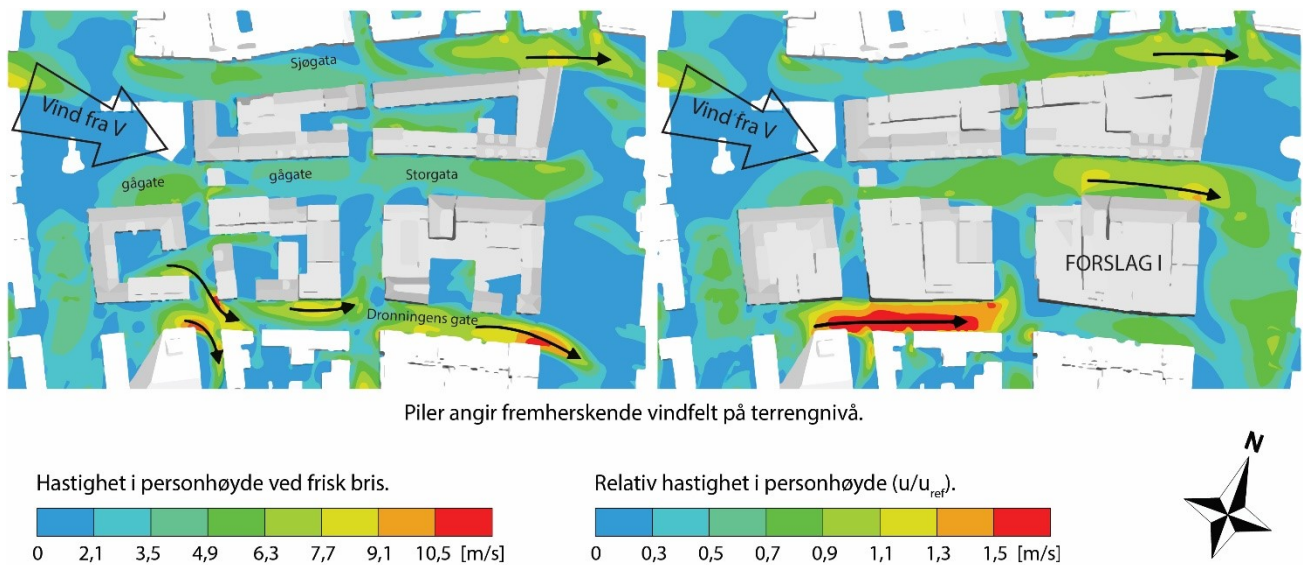 Sjøgata
Vind fra V
gågate
gågate
Storgata
Dronningens gate
Vind fra V
FORSLAG I
Piler angir fremherskende vindfelt på terrengnivå.
N
Hastighet i personhøyde ved frisk bris.
0 2,1 3,5 4,9 6,3 7,7 9,1 10,5 [m/s]
Relativ hastighet i personhøyde (u/uref).
0 0,3 0,5 0,7 0,9 1,1 1,3 1,5 [m/s]